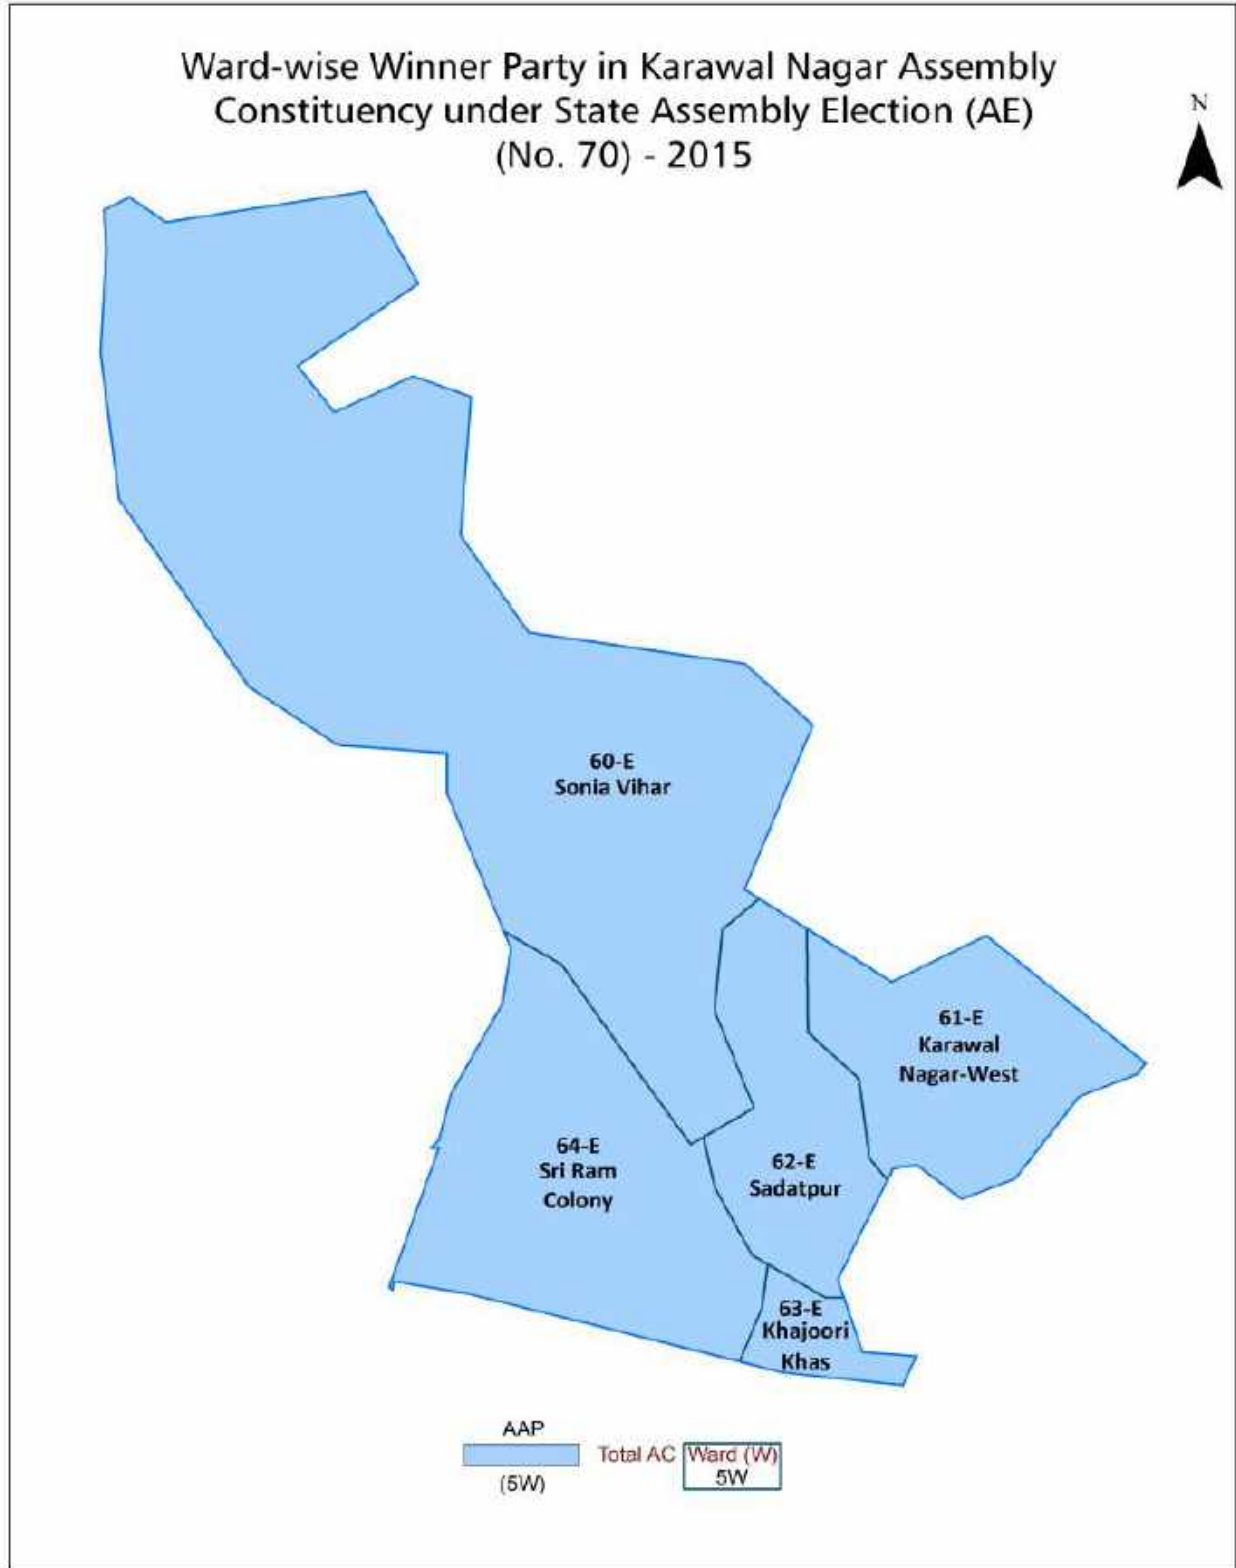 Ward-wise Winner Party in Karawal Nagar Assembly
Constituency under State Assembly Election (AE)
(No. 70) - 2015
N
60-E
Sonia Vihar
61-E
Karawal
Nagar-West
64-E
Sri Ram
Colony
62-E
Sadatpur
63-E
Khajoori
Khas
AAP
Total AC Ward (W)
(5W) 5W